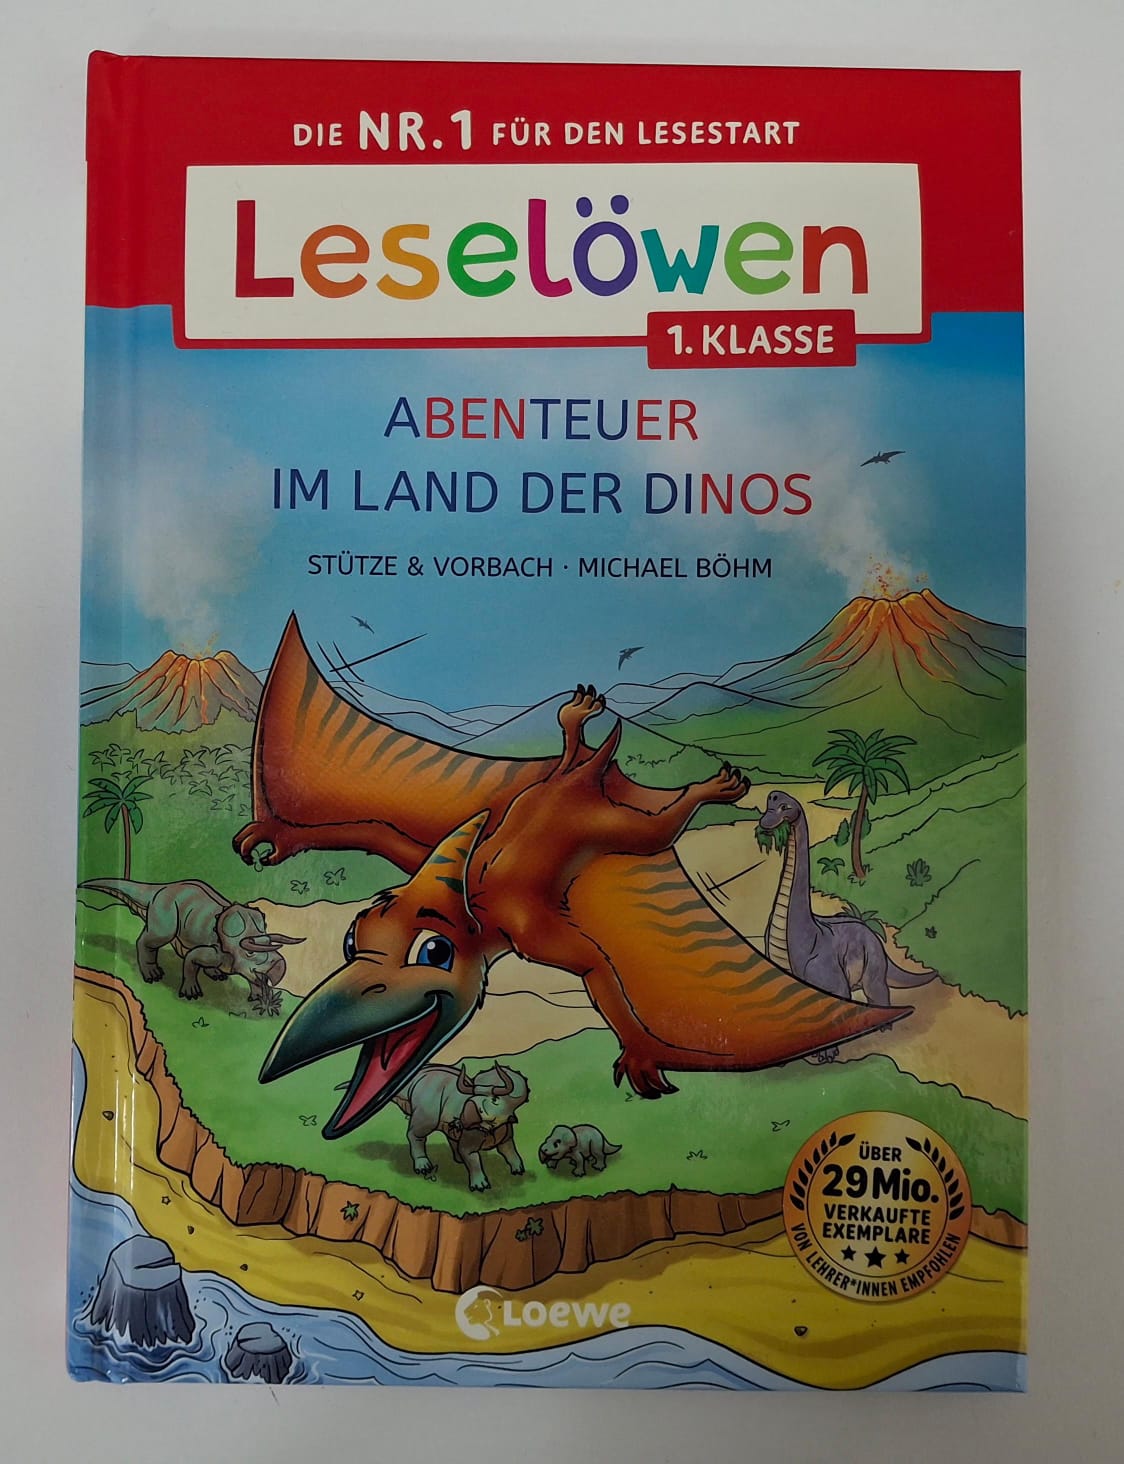 DIE NR.1 FÜR DEN LESESTART
Leselöwen
1. KLASSE
ABENTEUER
IM LAND DER DINOS
STÜTZE & VORBACH · MICHAEL BÖHM
ÜBER
29 Mio.
VERKAUFTE
EXEMPLARE
VON LEHRER*INNEN EMPFOHLEN
Loewe